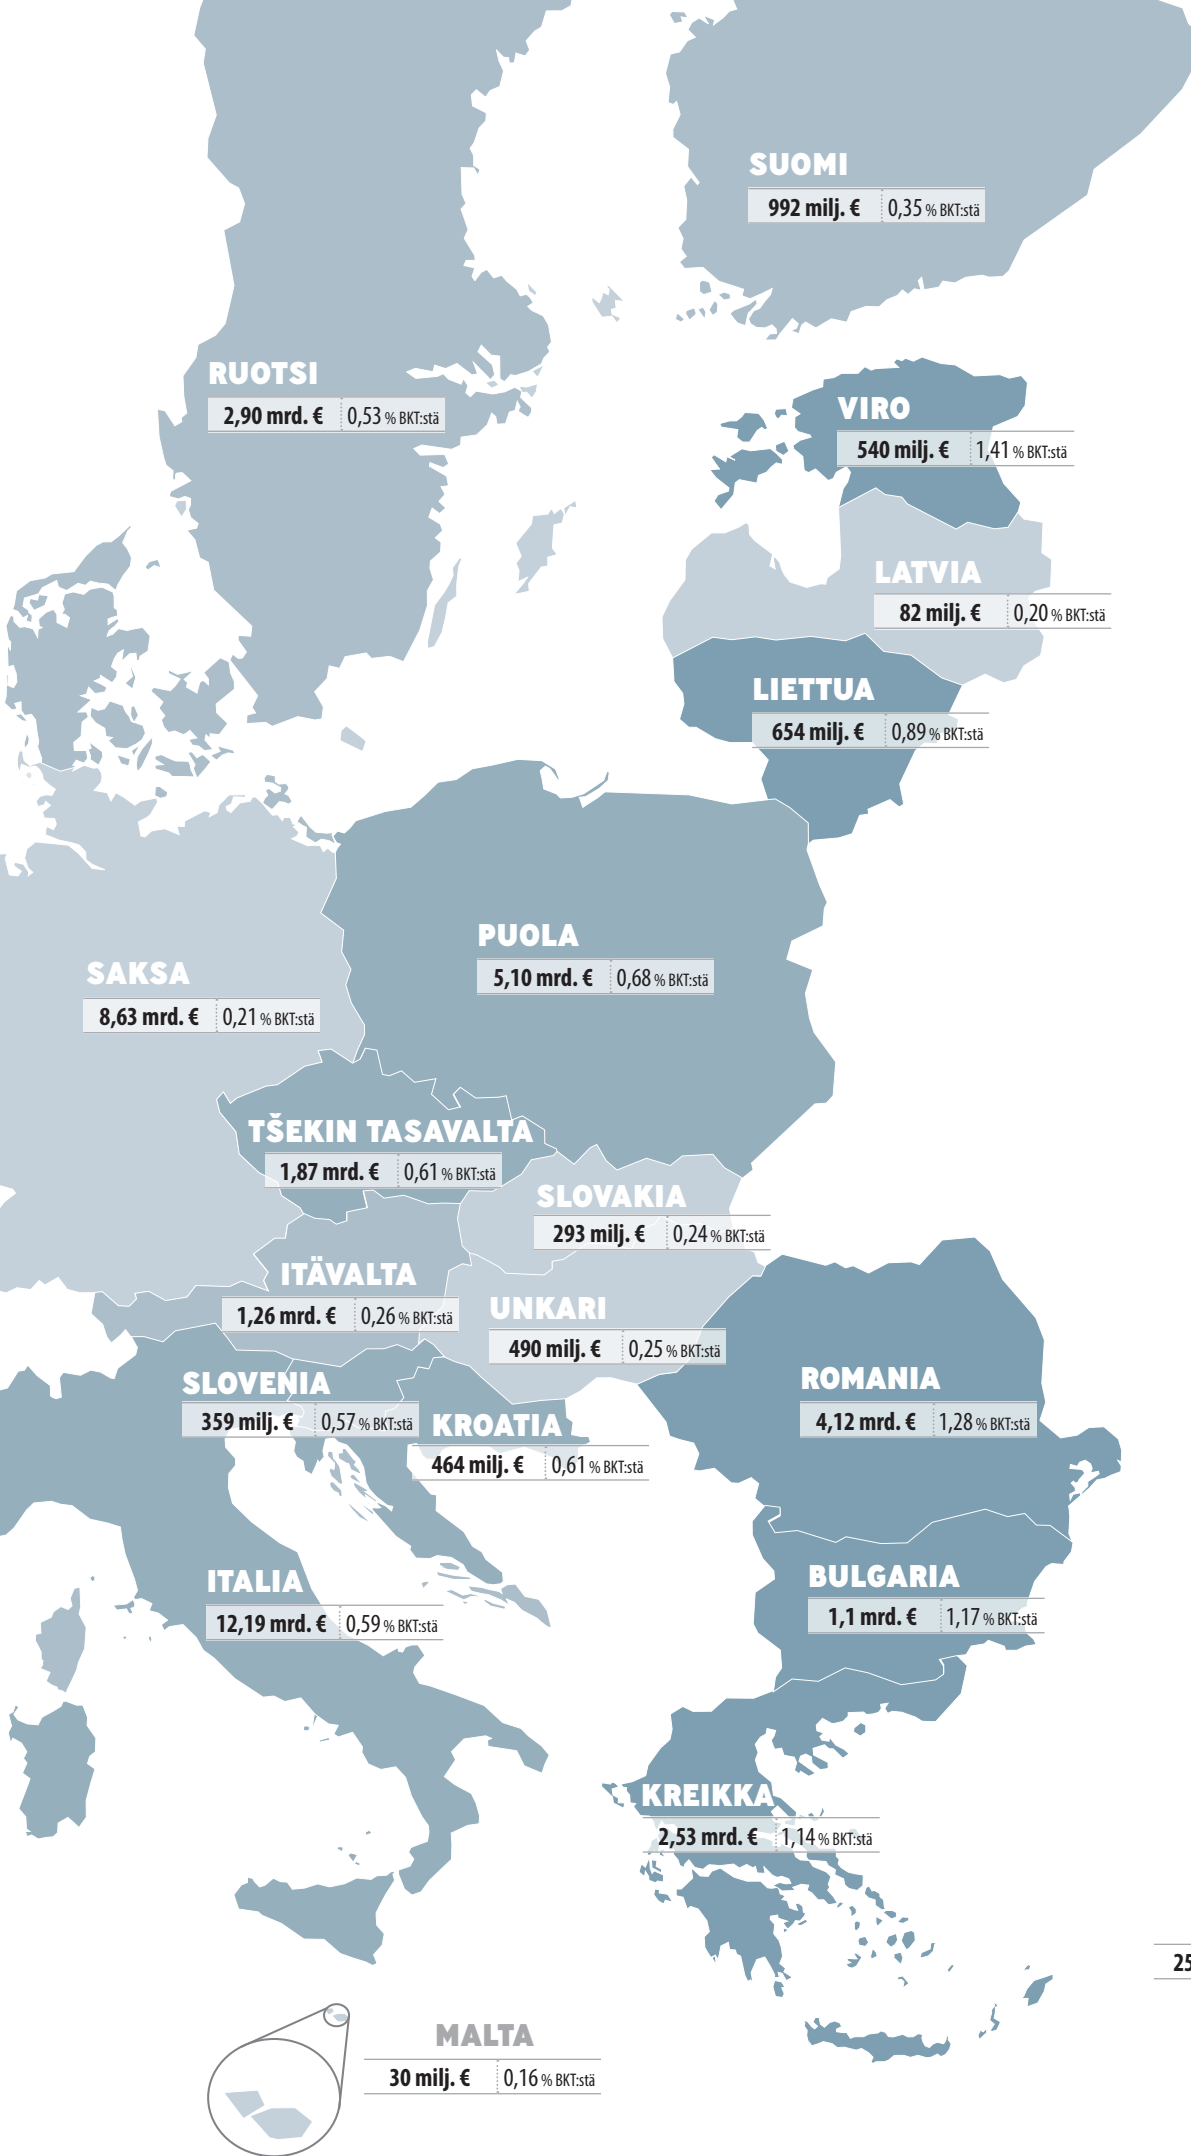 SUOMI
992 milj. € 0,35 % BKT:stä
RUOTSI
2,90 mrd. € 0,53 % BKT:stä
VIRO
540 milj. € 1,41 % BKT:stä
LATVIA
82 milj. € 0,20 % BKT:stä
LIETTUA
654 milj. € 0,89 % BKT:stä
PUOLA
5,10 mrd. € 0,68 % BKT:stä
SAKSA
8,63 mrd. € 0,21 % BKT:stä
TŠEKIN TASAVALTA
1,87 mrd. € 0,61 % BKT:stä
SLOVAKIA
293 milj. € 0,24 % BKT:stä
ITÄVALTA
1,26 mrd. € 0,26 % BKT:stä
UNKARI
490 milj. € 0,25 % BKT:stä
SLOVENIA
359 milj. € 0,57 % BKT:stä
ROMANIA
4,12 mrd. € 1,28 % BKT:stä
KROATIA
464 milj. € 0,61 % BKT:stä
ITALIA
12,19 mrd. € 0,59 % BKT:stä
BULGARIA
1,1 mrd. € 1,17 % BKT:stä
KREIKKA
2,53 mrd. € 1,14 % BKT:stä
25
MALTA
30 milj. € 0,16 % BKT:stä